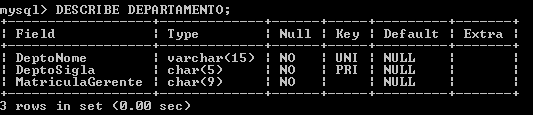 mysql> DESCRIBE DEPARTAMENTO;
+------------------+-------------+------+-----+---------+-------+
| Field            | Type        | Null | Key | Default | Extra |
+------------------+-------------+------+-----+---------+-------+
| DeptoNome        | varchar(15) | NO   | UNI | NULL    |       |
| DeptoSigla       | char(5)     | NO   | PRI | NULL    |       |
| MatriculaGerente | char(9)     | NO   |     | NULL    |       |
+------------------+-------------+------+-----+---------+-------+
3 rows in set (0.00 sec)